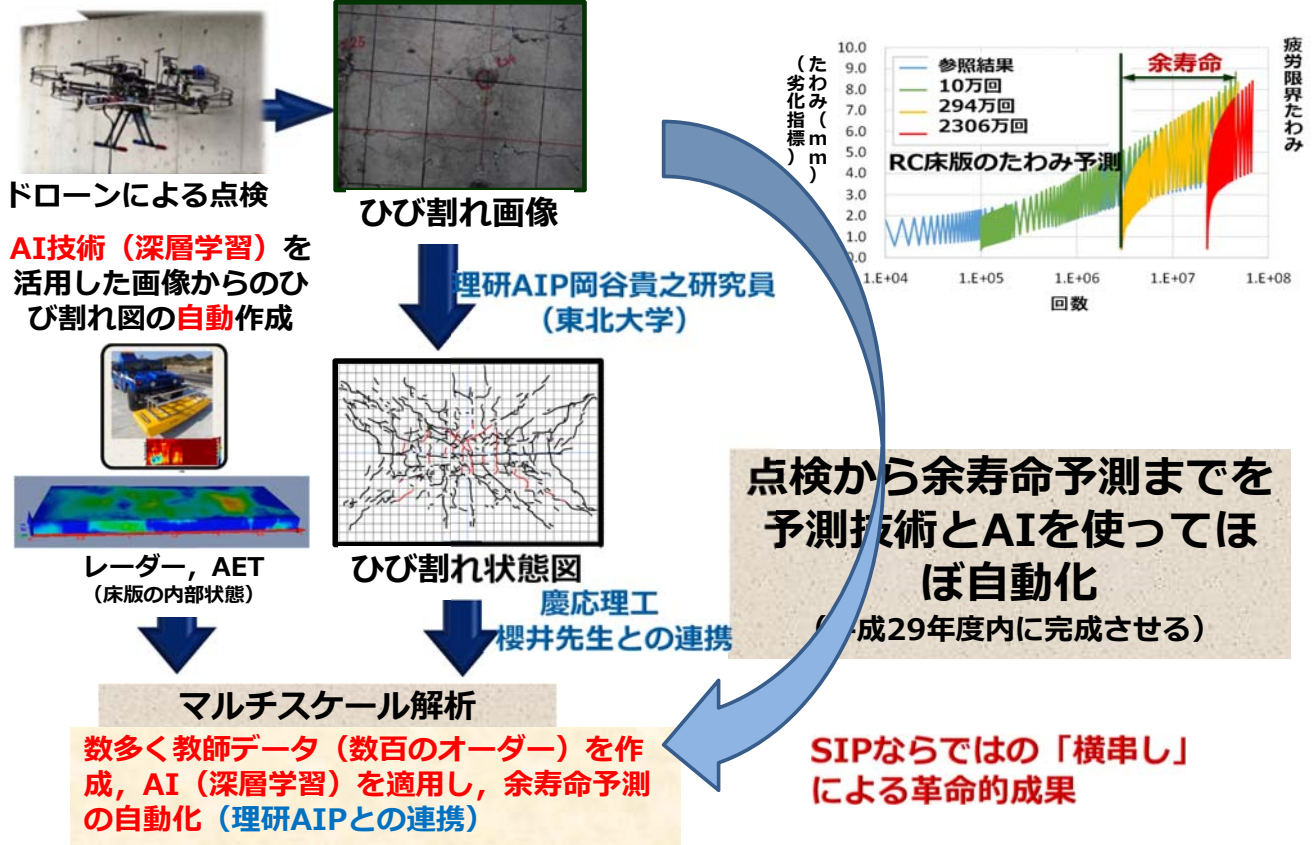 ドローンによる点検
ひび割れ画像
AI技術(深層学習)を
活用した画像からのひ
び割れ図の自動作成
理研AIP岡谷貴之研究員
(東北大学)
レーダー,AET
(床版の内部状態)
ひび割れ状態図
慶応理工
櫻井先生との連携
マルチスケール解析
数多く教師データ(数百のオーダー)を作
成,AI(深層学習)を適用し,余寿命予測
の自動化(理研AIPとの連携)
たわみ(mm)
(劣化指標)
10.0
9.0
8.0
7.0
6.0
5.0
4.0
3.0
2.0
1.0
0.0
参照結果
10万回
294万回
2306万回
余寿命
RC床版のたわみ予測
疲労限界たわみ
1.E+04
1.E+05
1.E+06
1.E+07
1.E+08
回数
点検から余寿命予測までを
予測技術とAIを使ってほ
ぼ自動化
(平成29年度内に完成させる)
SIPならではの「横串し」
による革命的成果